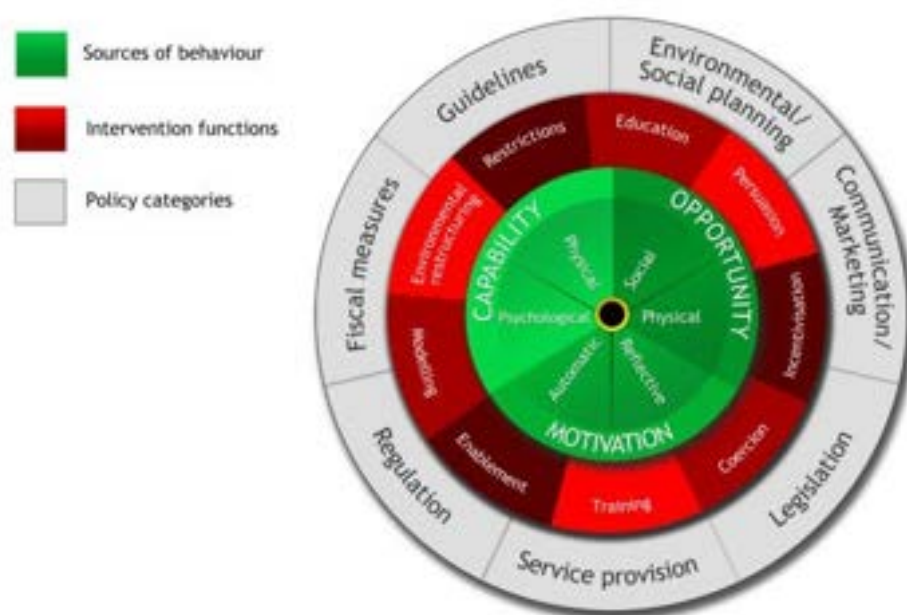 Sources of behaviour
Intervention functions
Policy categories
Guidelines
Environmental/
Social planning
Communication/
Marketing
Legislation
Service provision
Regulation
Fiscal measures
Restrictions
Education
Persuasion
Incentivisation
Coercion
Training
Enablement
Modelling
Environmental
restructuring
CAPABILITY
OPPORTUNITY
MOTIVATION
Physical
Social
Psychological
Physical
Automatic
Reflective